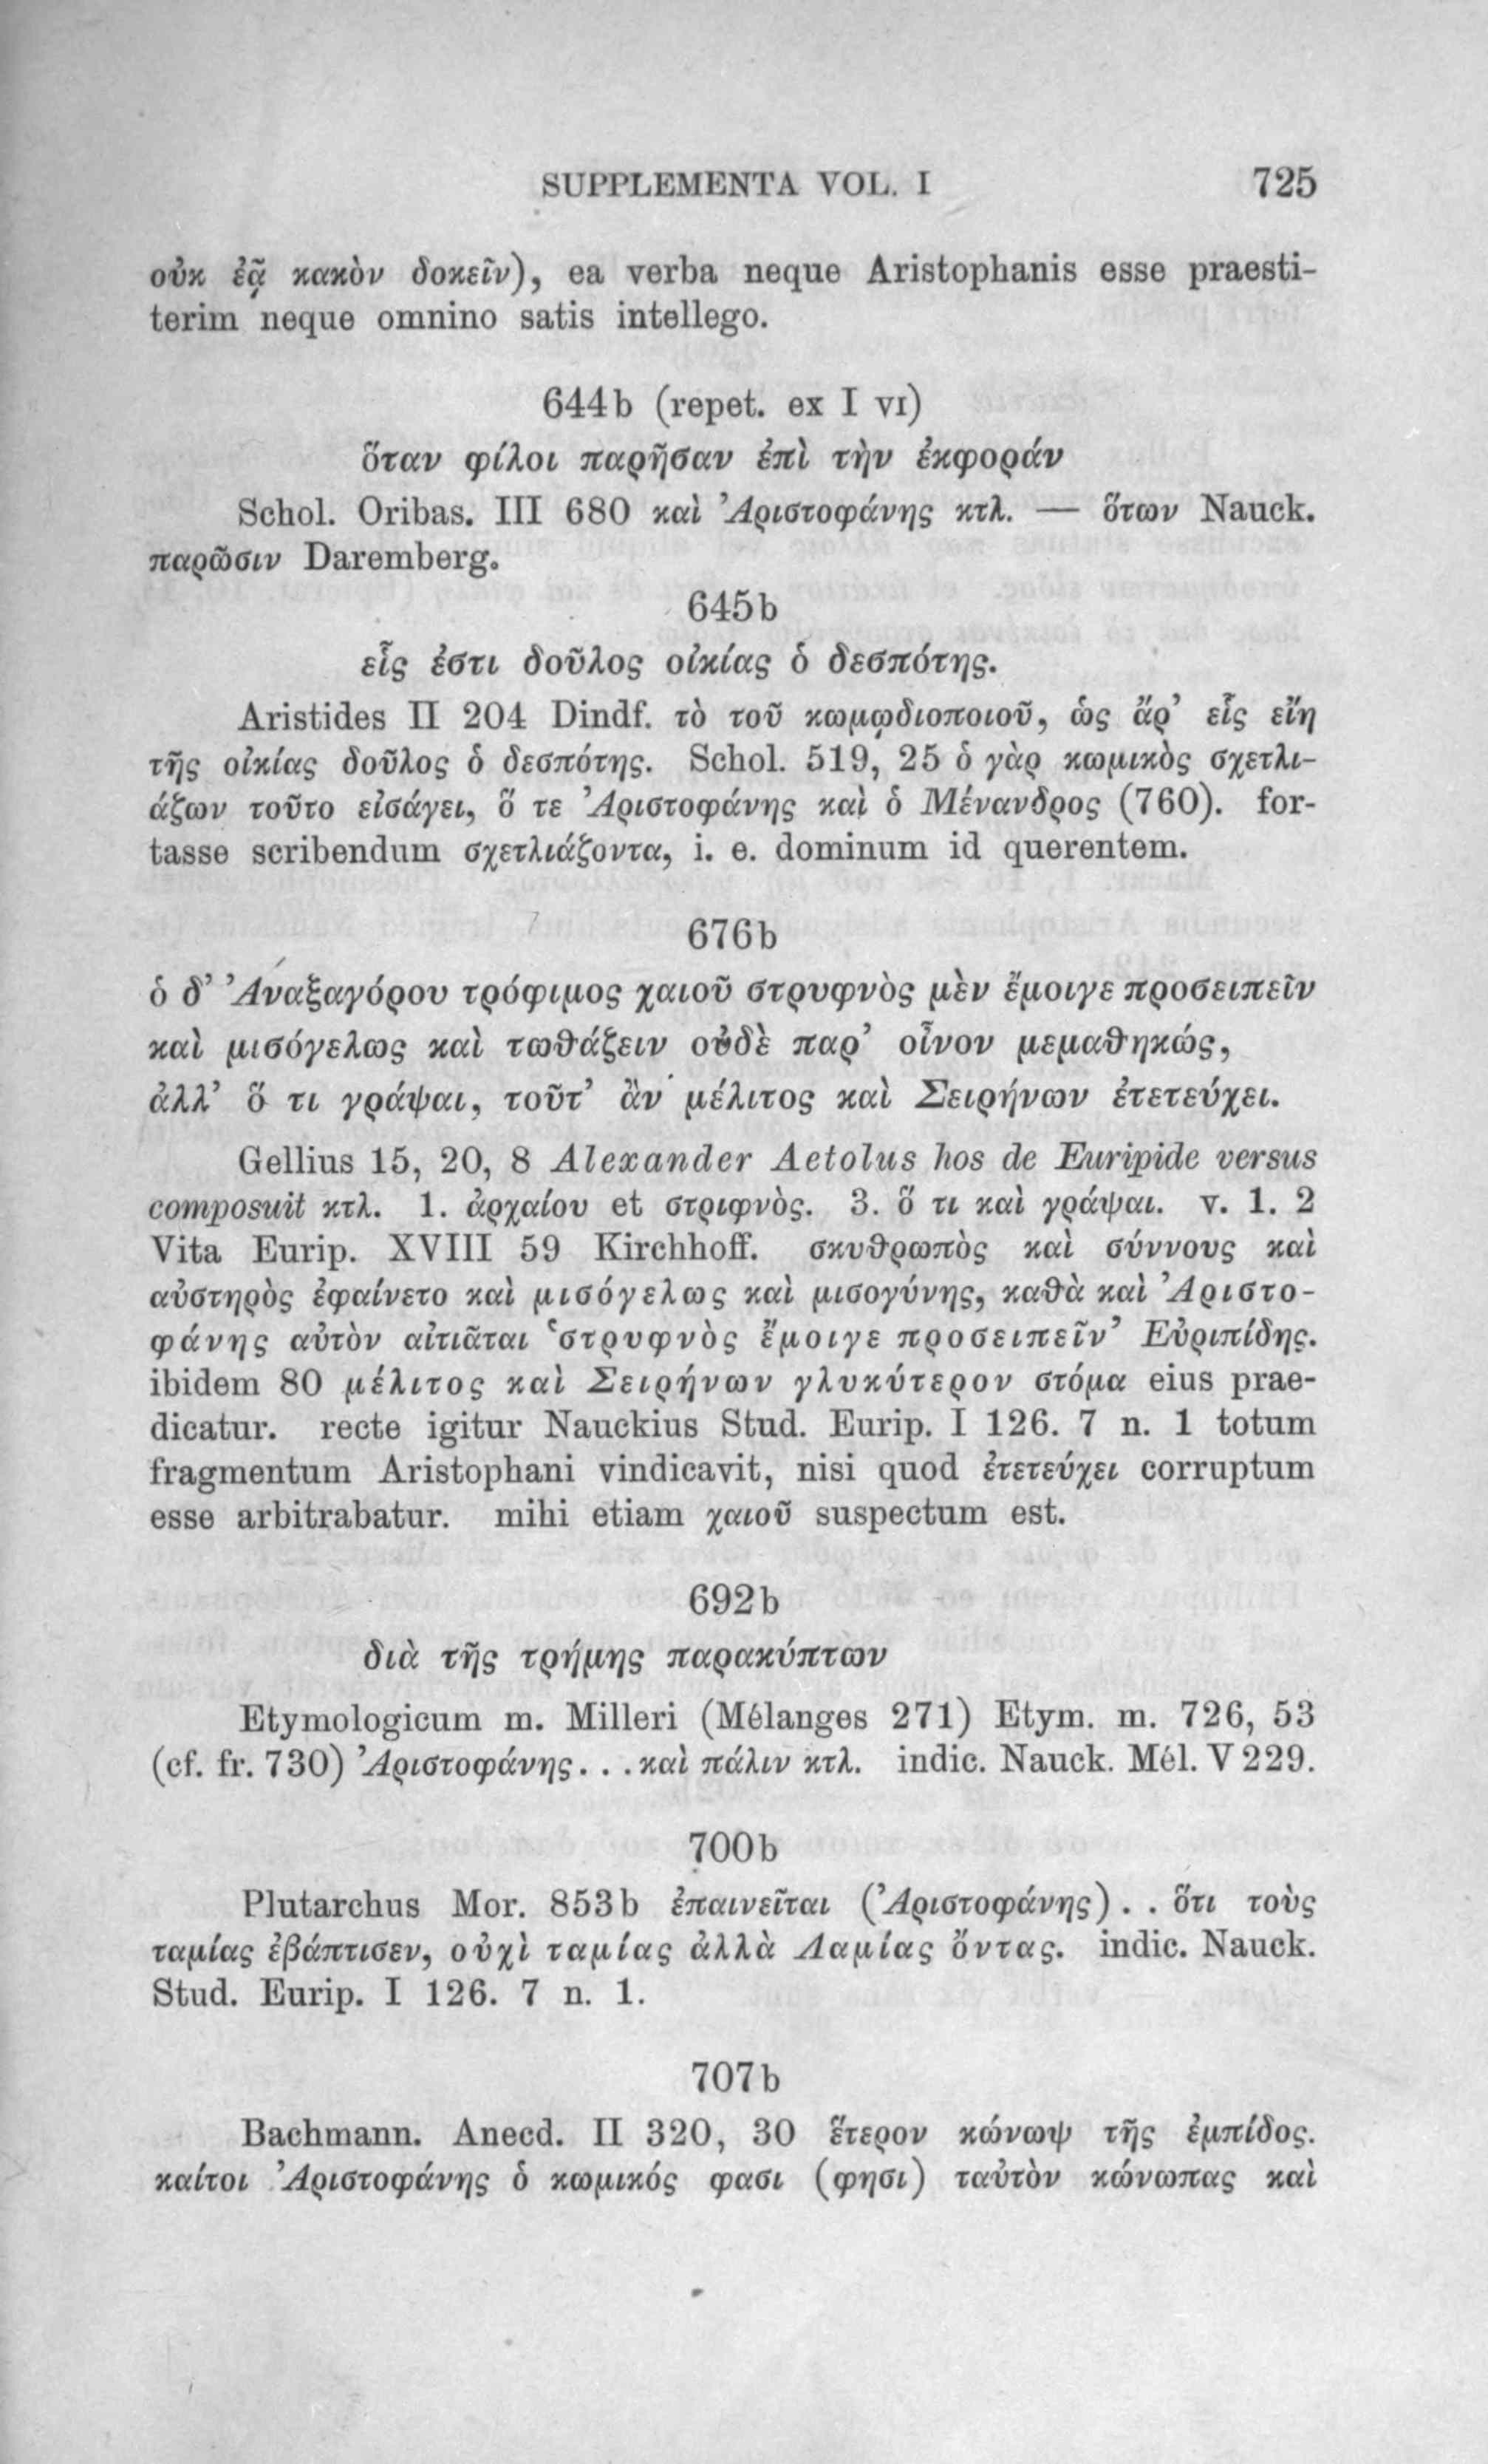 SUPPLEMENTA VOL. I 725
οὐκ ἐᾷ κακὸν δοκεῖν), ea verba neque Aristophanis esse praesti-
terim neque omnino satis intellego.
644b (repet. ex I VI)
ὅταν φίλοι παρῆσαν ἐπὶ τὴν ἐκφοράν
Schol. Oribas. III 680 καὶ Ἀριστοφάνης κτλ. — ὅτων Nauck.
παρῶσιν Daremberg.
645b
εἷς ἐστι δοῦλος οἰκίας ὁ δεσπότης.
Aristides II 204 Dindf. τὸ τοῦ κωμῳδιοποιοῦ, ὡς ἄρ’ εἷς εἴη
τῆς οἰκίας δοῦλος ὁ δεσπότης. Schol. 519, 25 ὁ γὰρ κωμικὸς σχετλι-
άζων τοῦτο εἰσάγει, ὅ τε Ἀριστοφάνης καὶ ὁ Μένανδρος (760). for-
tasse scribendum σχετλιάζοντα, i. e. dominum id querentem.
676b
ὁ δ’ Ἀναξαγόρου τρόφιμος χαιοῦ στρυφνὸς μὲν ἔμοιγε προσειπεῖν
καὶ μισόγελως καὶ τωθάζειν οὐδὲ παρ’ οἶνον μεμαθηκώς,
ἀλλ’ ὅ τι γράψαι, τοῦτ’ ἂν μέλιτος καὶ Σειρήνων ἐτετεύχει.
Gellius 15, 20, 8 Alexander Aetolus hos de Euripide versus
composuit κτλ. 1. ἀρχαίου et στριφνὸς. 3. ὅ τι καὶ γράψαι. v. 1. 2
Vita Eurip. XVIII 59 Kirchhoff. σκυθρωπὸς καὶ σύννους καὶ
αὐστηρὸς ἐφαίνετο καὶ μισόγελως καὶ μισογύνης, καθὰ καὶ Ἀριστο-
φάνης αὐτὸν αἰτιᾶται ‘στρυφνὸς ἔμοιγε προσειπεῖν’ Εὐριπίδης.
ibidem 80 μέλιτος καὶ Σειρήνων γλυκύτερον στόμα eius prae-
dicatur. recte igitur Nauckius Stud. Eurip. I 126. 7 n. 1 totum
fragmentum Aristophani vindicavit, nisi quod ἐτετεύχει corruptum
esse arbitrabatur. mihi etiam χαιοῦ suspectum est.
692b
διὰ τῆς τρήμης παρακύπτων
Etymologicum m. Milleri (Mélanges 271) Etym. m. 726, 53
(cf. fr. 730) Ἀριστοφάνης. . .καὶ πάλιν κτλ. indic. Nauck. Mél. V 229.
700b
Plutarchus Mor. 853b ἐπαινεῖται (Ἀριστοφάνης) . . ὅτι τοὺς
ταμίας ἐβάπτισεν, οὐχὶ ταμίας ἀλλὰ Λαμίας ὄντας. indic. Nauck.
Stud. Eurip. I 126. 7 n. 1.
707b
Bachmann. Anecd. II 320, 30 ἕτερον κώνωψ τῆς ἐμπίδος.
καίτοι Ἀριστοφάνης ὁ κωμικός φασι (φησι) ταὐτὸν κώνωπας καὶ